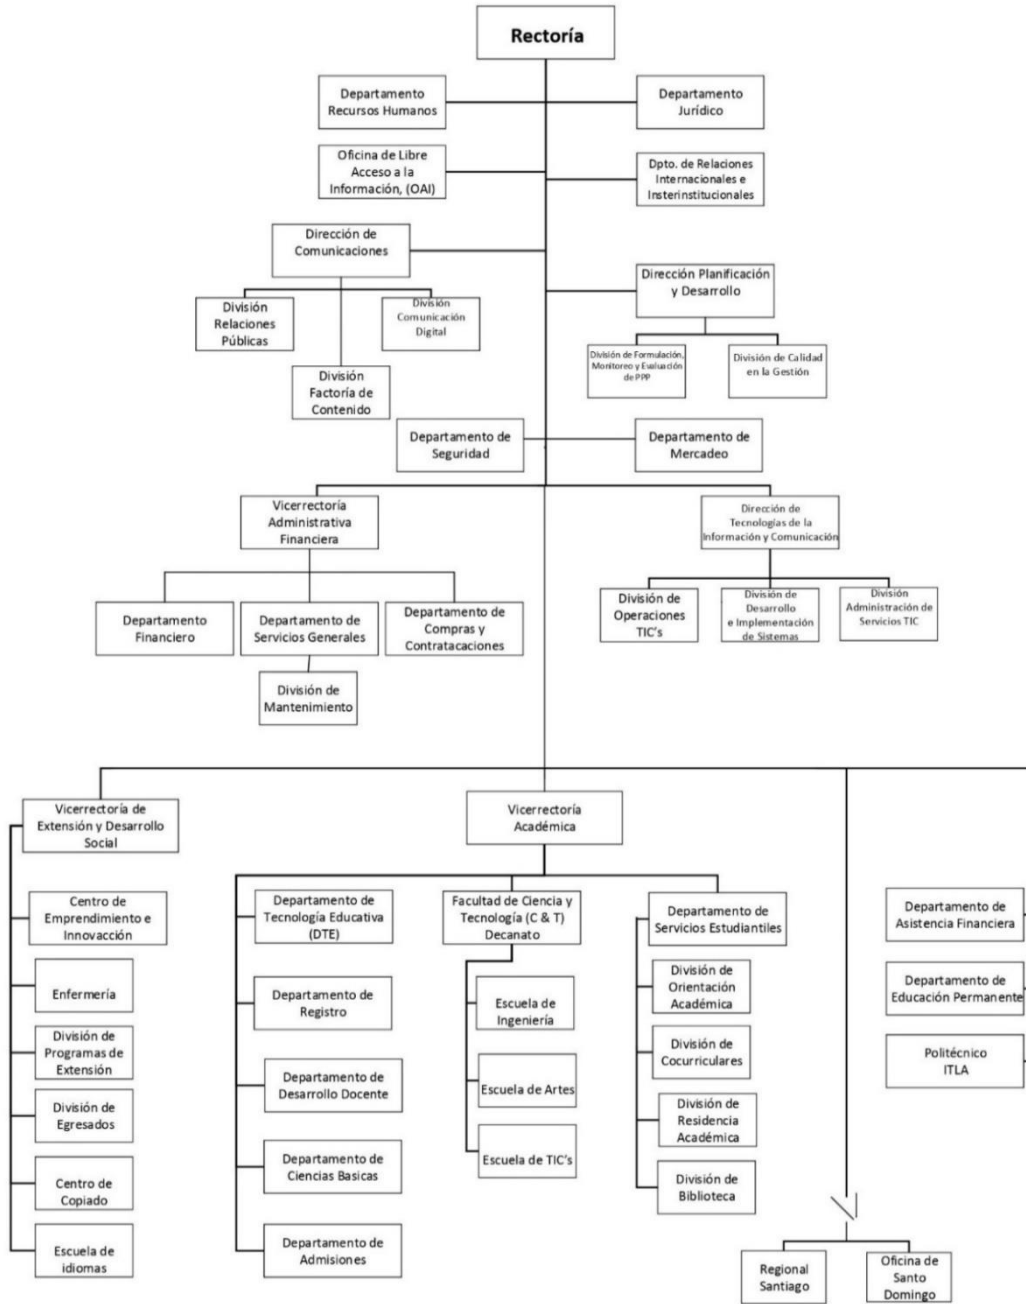 Rectoría
Departamento
Recursos Humanos
Departamento
Jurídico
Oficina de Libre
Acceso a la
Información, (OAI)
Dpto. de Relaciones
Internacionales e
Insterinstitucionales
Dirección de
Comunicaciones
Dirección Planificación
y Desarrollo
División
Relaciones
Públicas
División
Comunicación
Digital
División de Formulación,
Monitoreo y Evaluación
de PPP
División de Calidad
en la Gestión
División
Factoría de
Contenido
Departamento de
Seguridad
Departamento de
Mercadeo
Vicerrectoría
Administrativa
Financiera
Dirección de
Tecnologías de la
Información y Comunicación
Departamento
Financiero
Departamento de
Servicios Generales
Departamento de
Compras y
Contratacaciones
División de
Operaciones
TIC's
División de
Desarrollo
e Implementación
de Sistemas
División
Administración de
Servicios TIC
División de
Mantenimiento
Vicerrectoría de
Extensión y Desarrollo
Social
Vicerrectoría
Académica
Centro de
Emprendimiento e
Innovacción
Enfermería
División de
Programas de
Extensión
División de
Egresados
Centro de
Copiado
Escuela de
idiomas
Departamento de
Tecnología Educativa
(DTE)
Departamento de
Registro
Departamento de
Desarrollo Docente
Departamento de
Ciencias Basicas
Departamento de
Admisiones
Facultad de Ciencia y
Tecnología (C & T)
Decanato
Escuela de
Ingeniería
Escuela de Artes
Escuela de TIC's
Departamento de
Servicios Estudiantiles
División de
Orientación
Académica
División de
Cocurriculares
División de
Residencia
Académica
División de
Biblioteca
Departamento de
Asistencia Financiera
Departamento de
Educación Permanente
Politécnico
ITLA
Regional
Santiago
Oficina de
Santo
Domingo